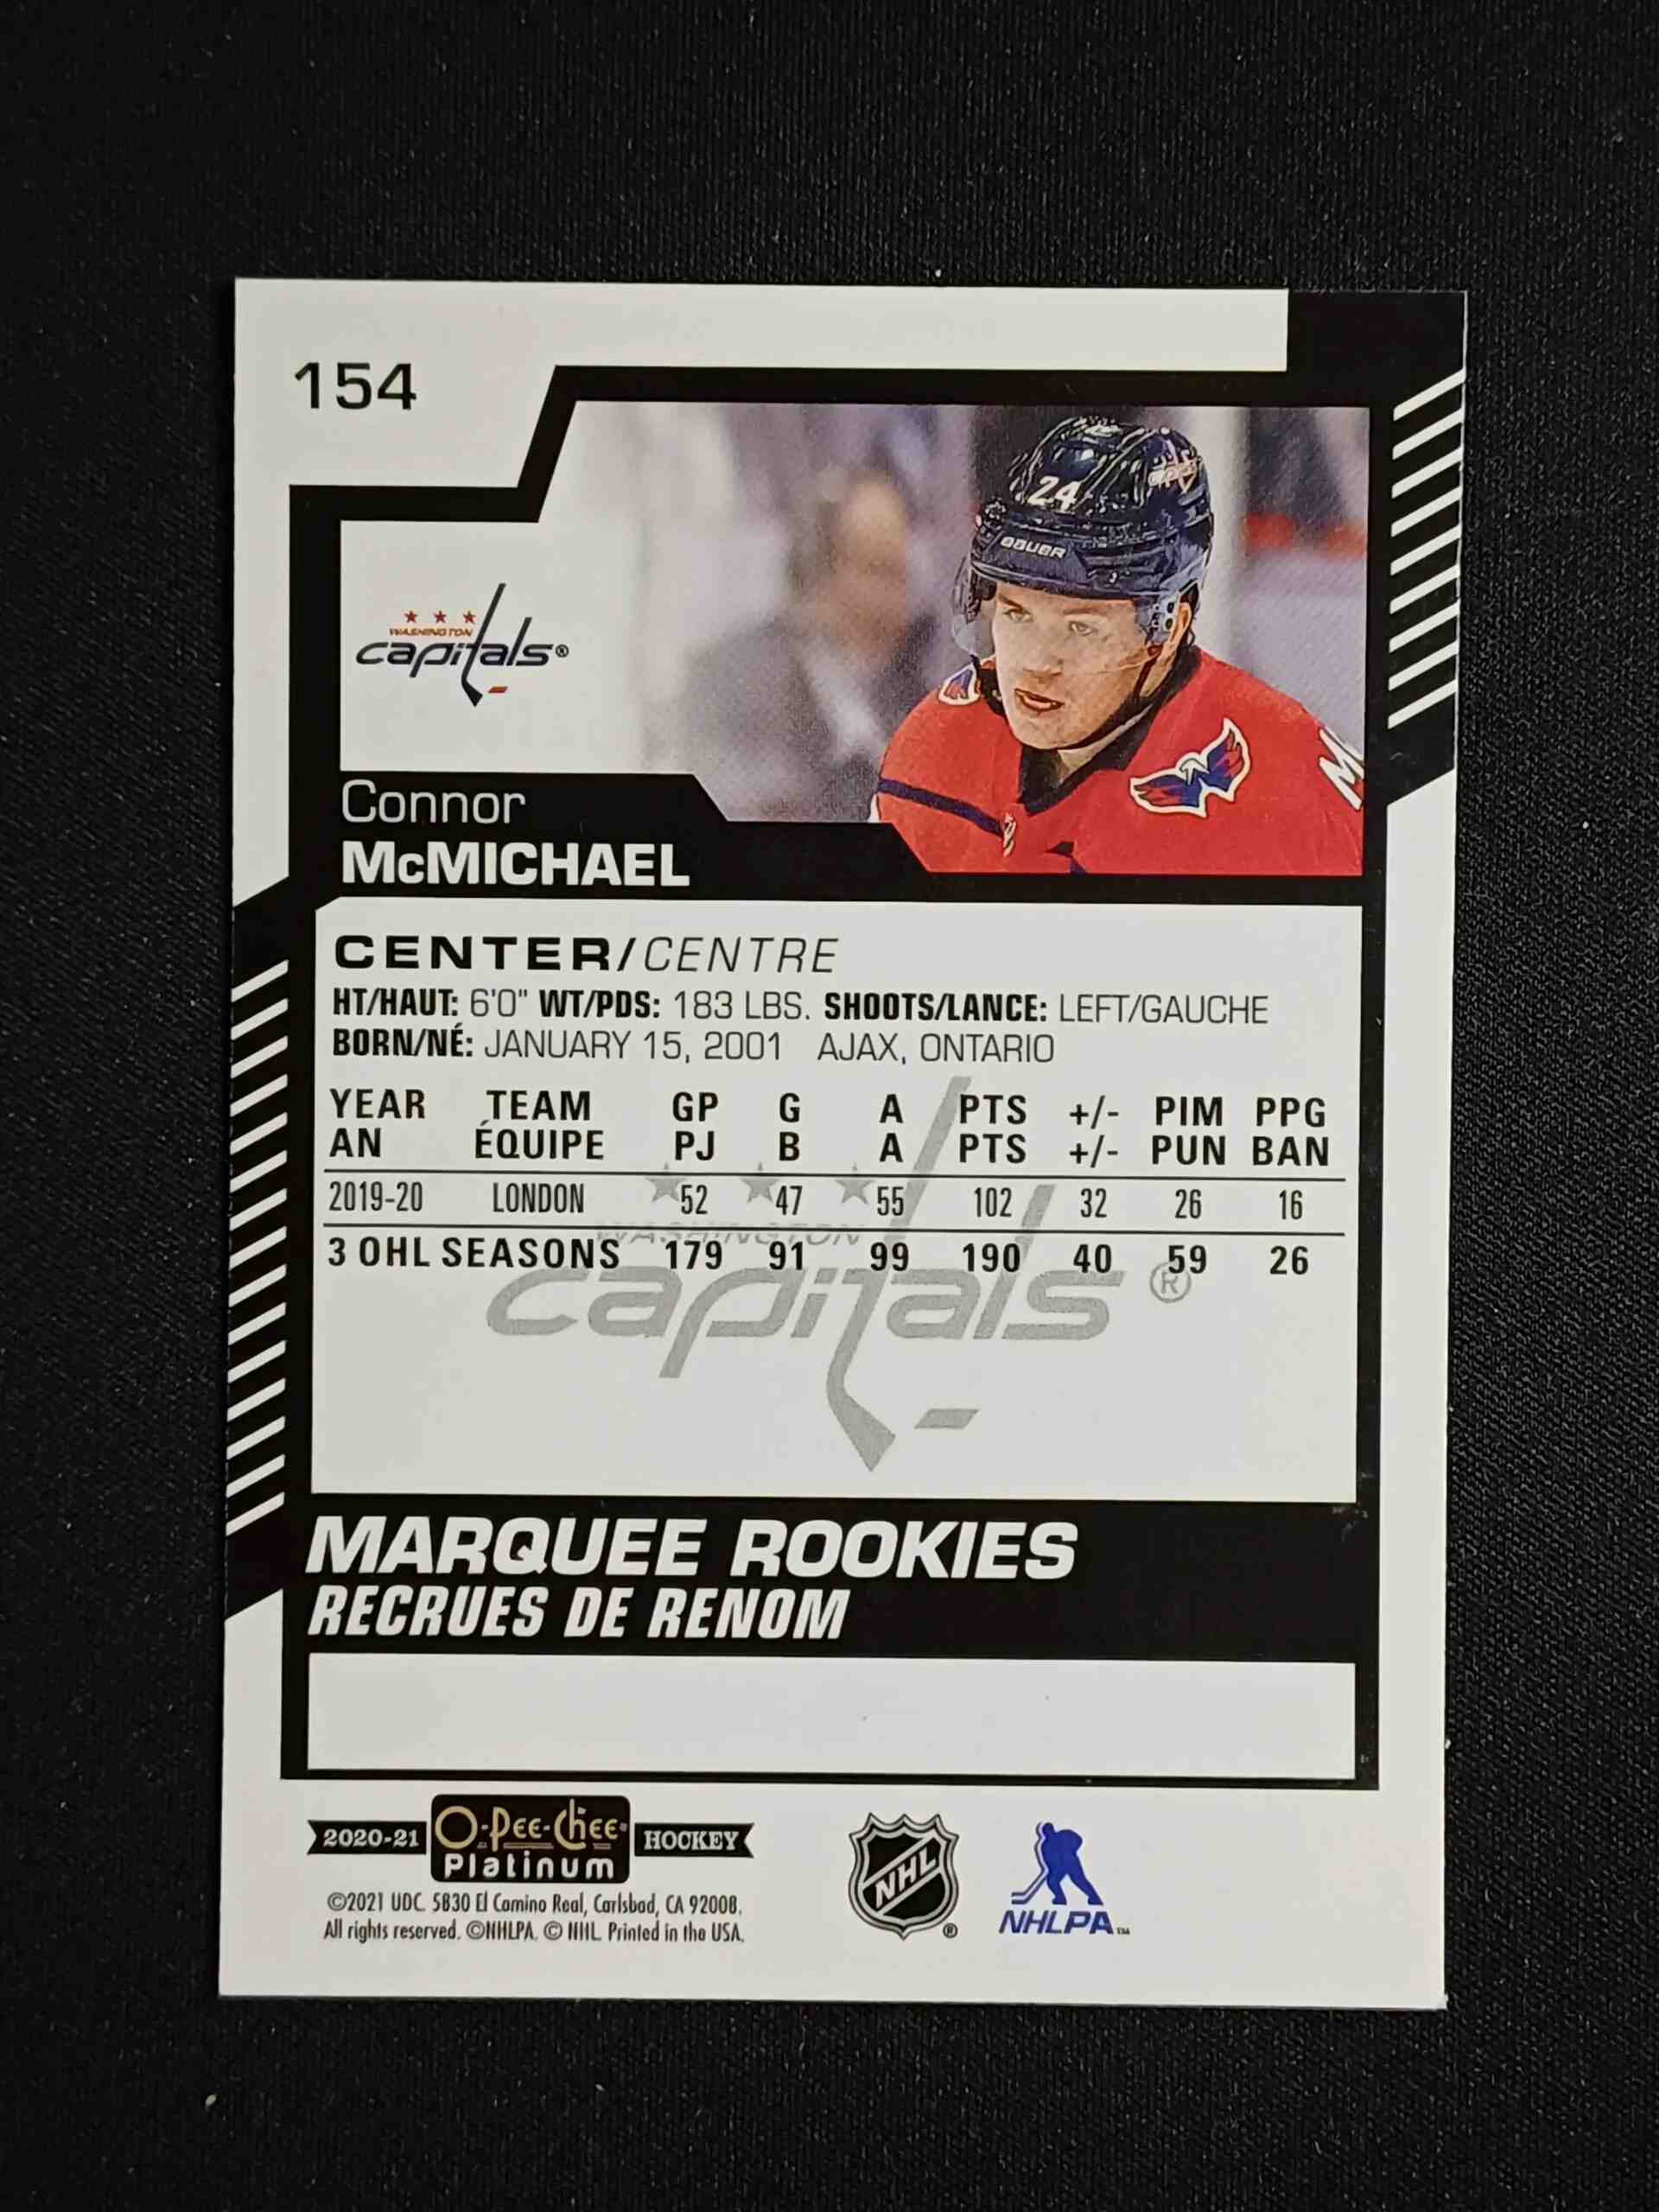 154
24
BAUER
WASHINGTON
capitals®
M
Connor
McMICHAEL
CENTER/CENTRE
HT/HAUT: 6'0" WT/PDS: 183 LBS. SHOOTS/LANCE: LEFT/GAUCHE
BORN/NÉ: JANUARY 15, 2001 AJAX, ONTARIO
YEAR TEAM GP G A PTS +/- PIM PPG
AN ÉQUIPE PJ B A PTS +/- PUN BAN
2019-20 LONDON 52 47 55 102 32 26 16
WASHINGTON
3 OHL SEASONS 179 91 99 190 40 59 26
capitals®
MARQUEE ROOKIES
RECRUES DE RENOM
2020-21 O-Pee-Chee® HOCKEY
Platinum
©2021 UDC. 5830 El Camino Real, Carlsbad, CA 92008.
All rights reserved. ©NHLPA. © NHL. Printed in the USA.
NHL ®
NHLPA™